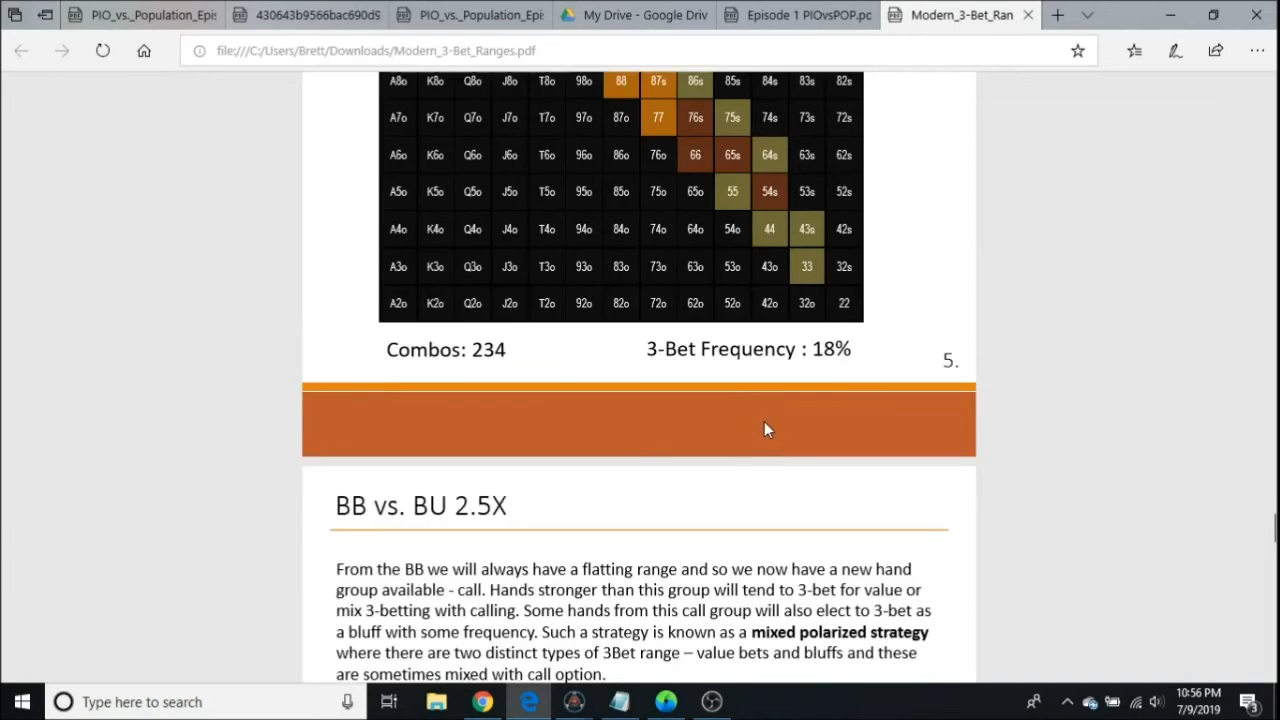 PIO_vs._Population_Epis
430643b9566bac690d9
PIO_vs._Population_Epis
My Drive - Google Driv
Episode 1 PIOvsPOP.pc
Modern_3-Bet_Ran
file:///C:/Users/Brett/Downloads/Modern_3-Bet_Ranges.pdf
A8o K8o Q8o J8o T8o 98o 88 87s 86s 85s 84s 83s 82s
A7o K7o Q7o J7o T7o 97o 87o 77 76s 75s 74s 73s 72s
A6o K6o Q6o J6o T6o 96o 86o 76o 66 65s 64s 63s 62s
A5o K5o Q5o J5o T5o 95o 85o 75o 65o 55 54s 53s 52s
A4o K4o Q4o J4o T4o 94o 84o 74o 64o 54o 44 43s 42s
A3o K3o Q3o J3o T3o 93o 83o 73o 63o 53o 43o 33 32s
A2o K2o Q2o J2o T2o 92o 82o 72o 62o 52o 42o 32o 22
Combos: 234
3-Bet Frequency : 18%
5.
BB vs. BU 2.5X
From the BB we will always have a flatting range and so we now have a new hand
group available - call. Hands stronger than this group will tend to 3-bet for value or
mix 3-betting with calling. Some hands from this call group will also elect to 3-bet as
a bluff with some frequency. Such a strategy is known as a mixed polarized strategy
where there are two distinct types of 3Bet range – value bets and bluffs and these
are sometimes mixed with call option.
Type here to search
10:56 PM
7/9/2019
3